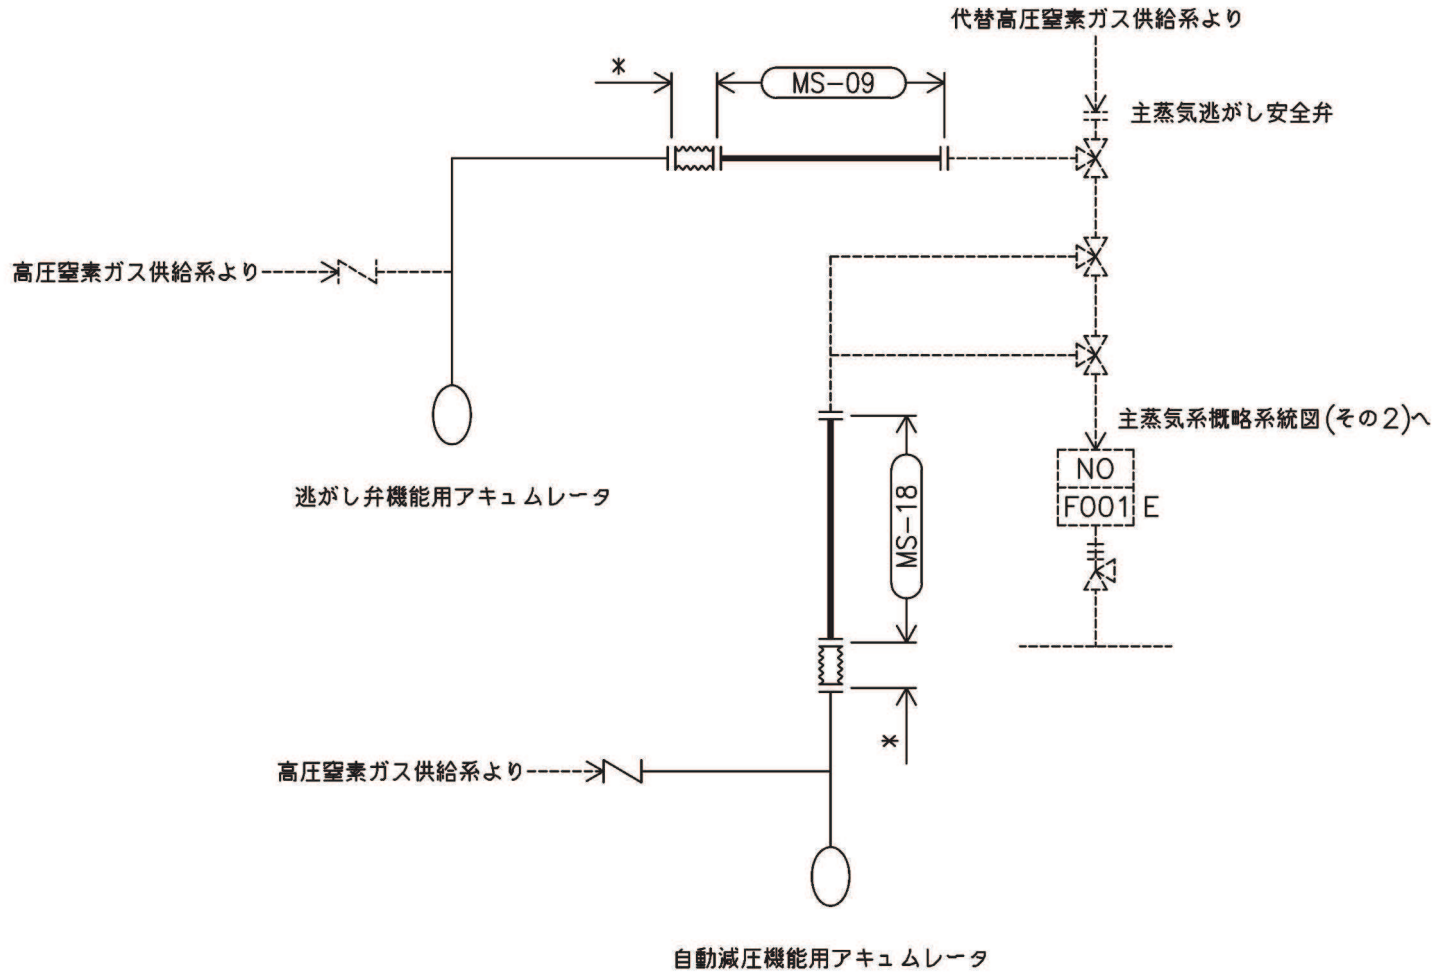 代替高圧窒素ガス供給系より
*
MS-09
主蒸気逃がし安全弁
高圧窒素ガス供給系より
主蒸気系概略系統図(その2)へ
NO
F001 E
逃がし弁機能用アキュムレータ
MS-18
*
高圧窒素ガス供給系より
自動減圧機能用アキュムレータ